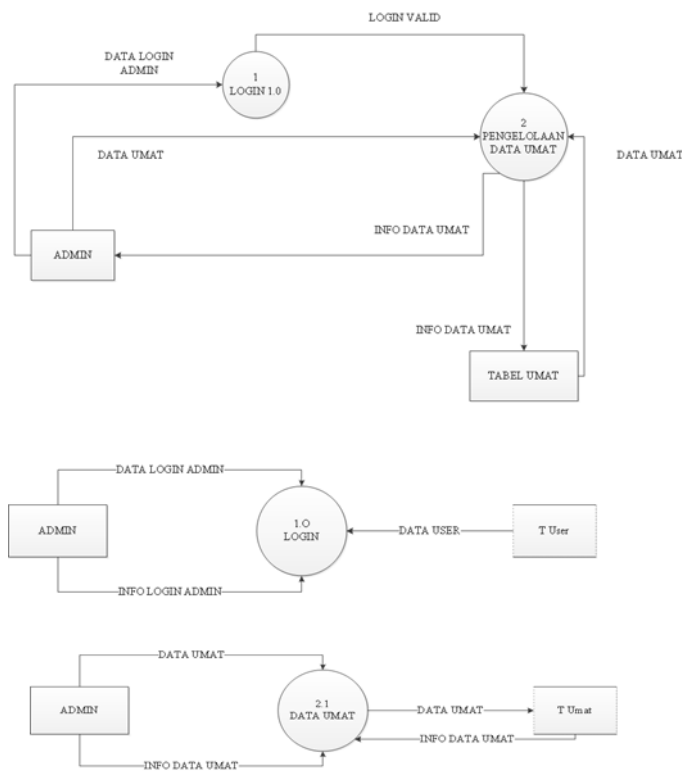 LOGIN VALID
DATA LOGIN
ADMIN
1
LOGIN 1.0
2
PENGELOLAAN
DATA UMAT
DATA UMAT
DATA UMAT
INFO DATA UMAT
ADMIN
INFO DATA UMAT
TABEL UMAT
DATA LOGIN ADMIN
ADMIN
1.O
LOGIN
DATA USER
T User
INFO LOGIN ADMIN
DATA UMAT
ADMIN
2.1
DATA UMAT
DATA UMAT
T Umat
INFO DATA UMAT
INFO DATA UMAT